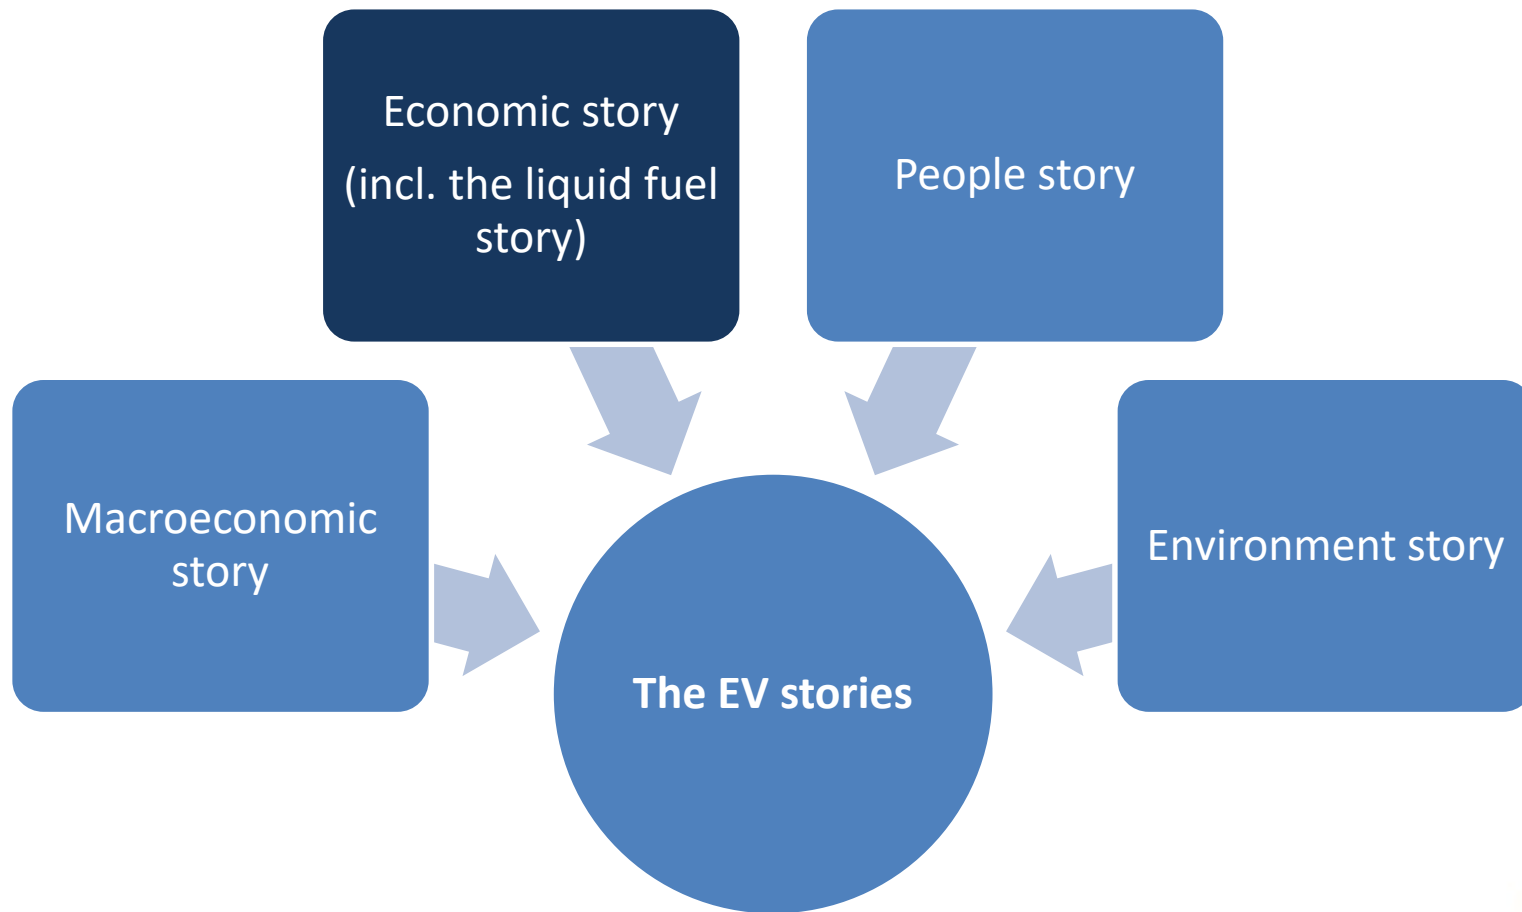 Economic story
(incl. the liquid fuel
story)
People story
Macroeconomic
story
Environment story
The EV stories